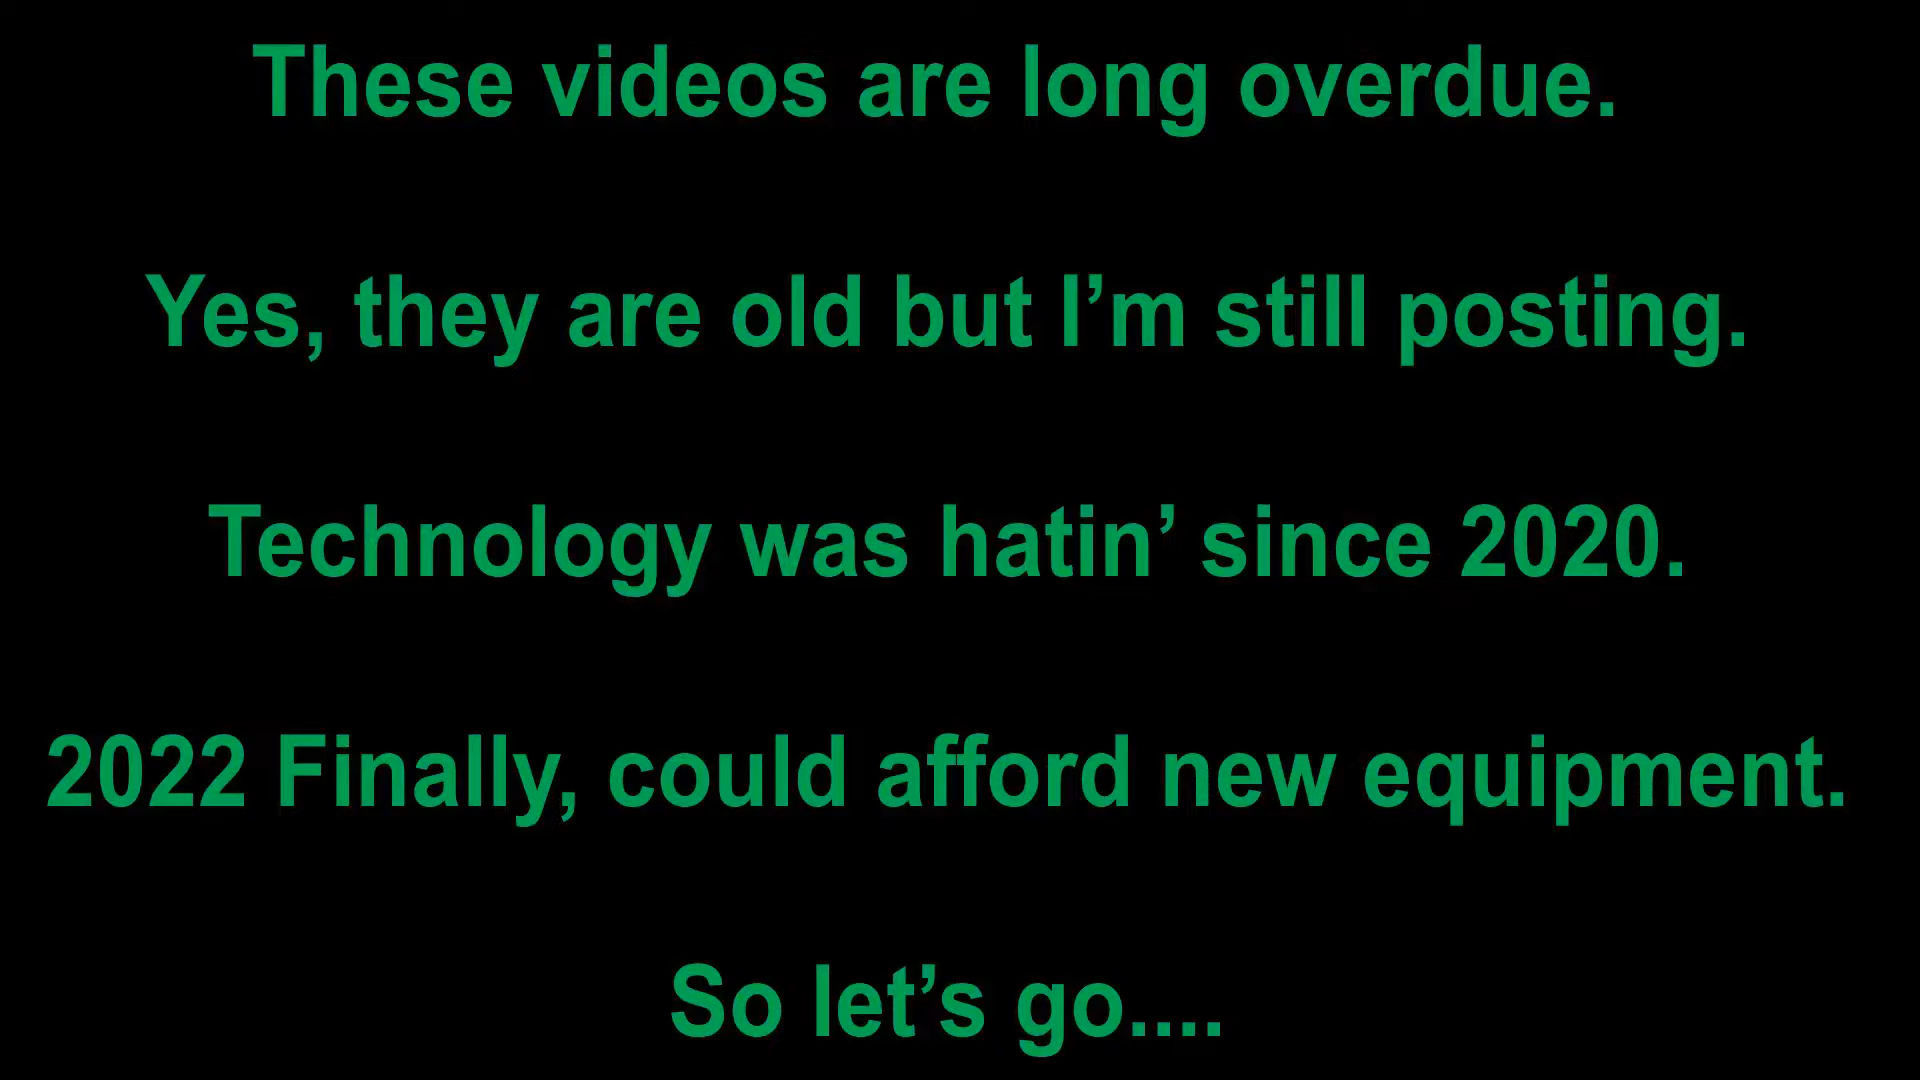 These videos are long overdue.
Yes, they are old but I’m still posting.
Technology was hatin’ since 2020.
2022 Finally, could afford new equipment.
So let’s go....